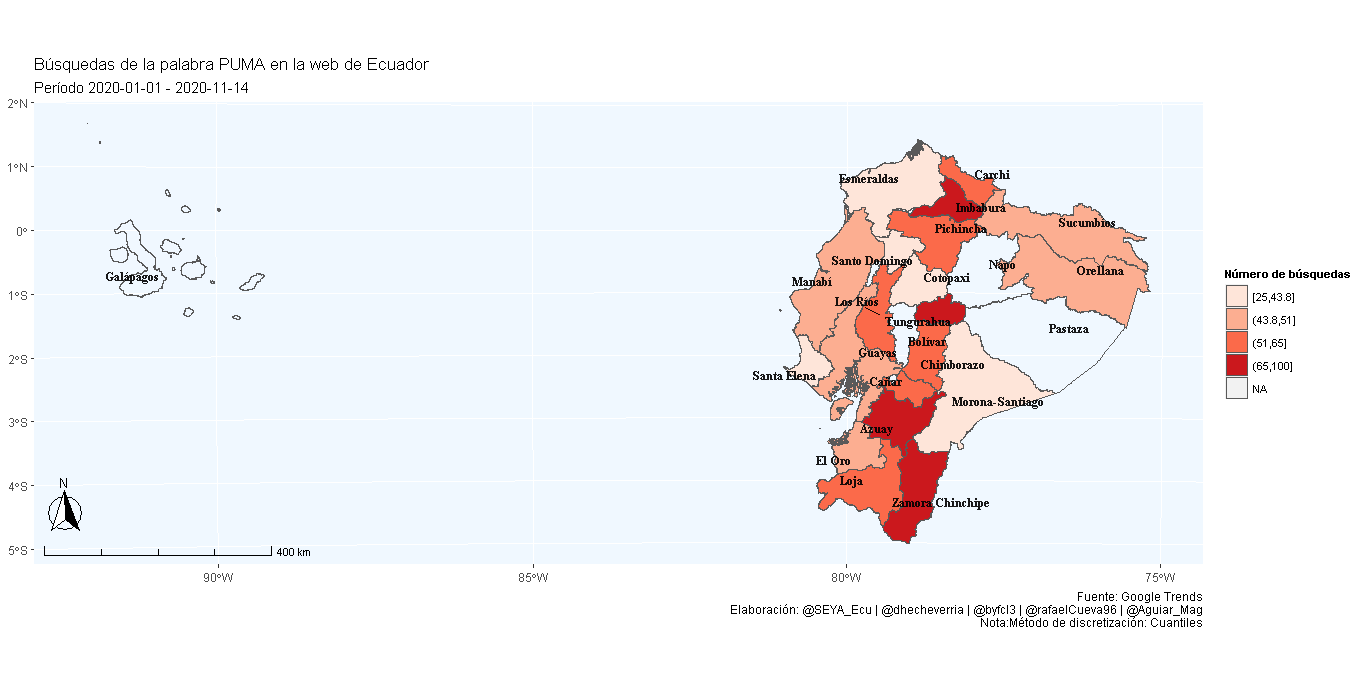 Búsquedas de la palabra PUMA en la web de Ecuador
Período 2020-01-01 - 2020-11-14
2°N
1°N
0°
1°S
2°S
3°S
4°S
5°S
90°W
85°W
80°W
75°W
Galápagos
Esmeraldas
Carchi
Imbabura
Pichincha
Sucumbíos
Santo Domingo
Napo
Orellana
Manabí
Cotopaxi
Los Ríos
Tungurahua
Pastaza
Bolívar
Guayas
Chimborazo
Santa Elena
Cañar
Morona-Santiago
Azuay
El Oro
Loja
Zamora Chinchipe
N
400 km
Número de búsquedas
[25,43.8]
(43.8,51]
(51,65]
(65,100]
NA
Fuente: Google Trends
Elaboración: @SEYA_Ecu | @dhecheverria | @byfcl3 | @rafaelCueva96 | @Aguiar_Mag
Nota:Método de discretización: Cuantiles